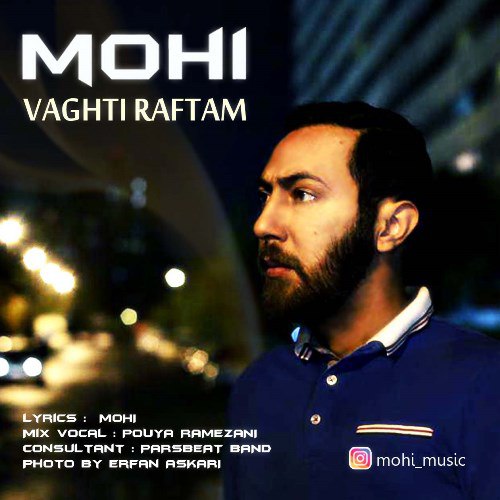 MOHI
VAGHTI RAFTAM
LYRICS : MOHI
MIX VOCAL : POUYA RAMEZANI
CONSULTANT : PARSBEAT BAND
PHOTO BY ERFAN ASKARI
mohi_music